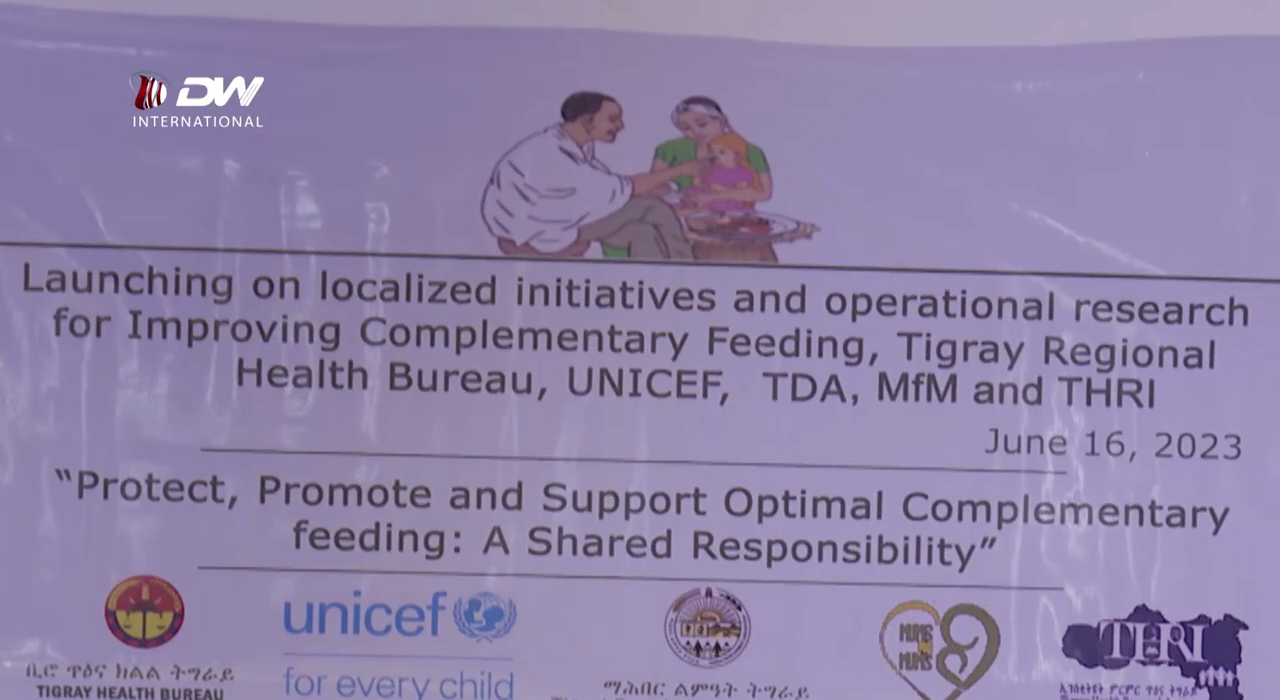 DW
INTERNATIONAL
Launching on localized initiatives and operational research
for Improving Complementary Feeding, Tigray Regional
Health Bureau, UNICEF, TDA, MfM and THRI
June 16, 2023
“Protect, Promote and Support Optimal Complementary
feeding: A Shared Responsibility”
unicef
for every child
ቢሮ ጥዕና ክልል ትግራይ
TIGRAY HEALTH BUREAU
ማሕበር ልምዓት ትግራይ
MUMS
MUMS
THRI